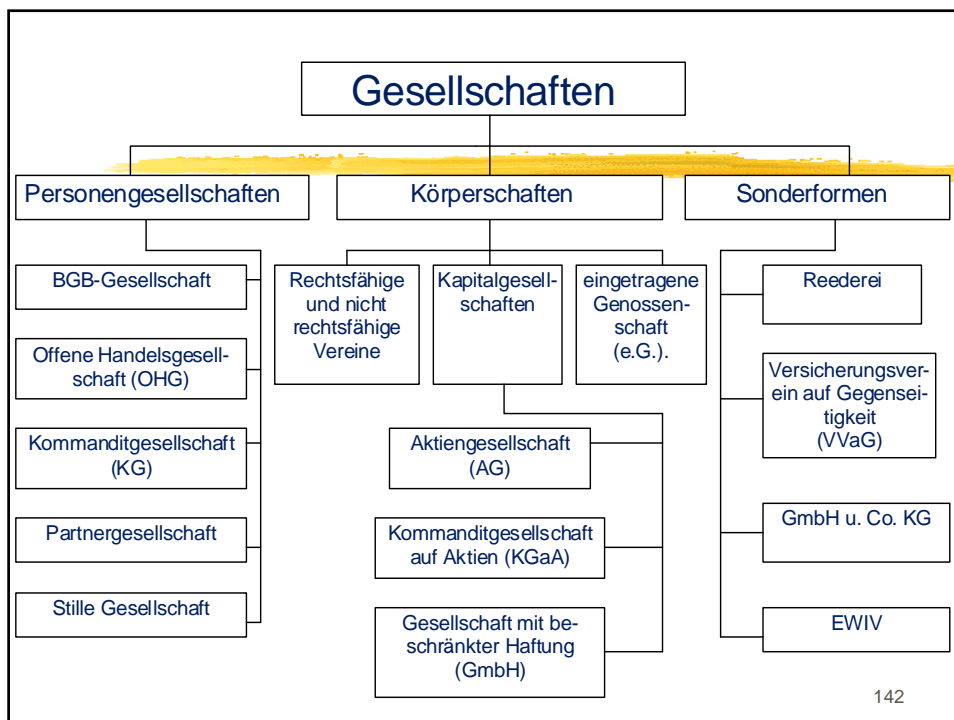 Gesellschaften
Personengesellschaften
BGB-Gesellschaft
Offene Handelsgesell-
schaft (OHG)
Kommanditgesellschaft
(KG)
Partnergesellschaft
Stille Gesellschaft
Körperschaften
Rechtsfähige
und nicht
rechtsfähige
Vereine
Kapitalgesell-
schaften
eingetragene
Genossen-
schaft
(e.G.).
Aktiengesellschaft
(AG)
Kommanditgesellschaft
auf Aktien (KGaA)
Gesellschaft mit be-
schränkter Haftung
(GmbH)
Sonderformen
Reederei
Versicherungsver-
ein auf Gegensei-
tigkeit
(VVaG)
GmbH u. Co. KG
EWIV
142